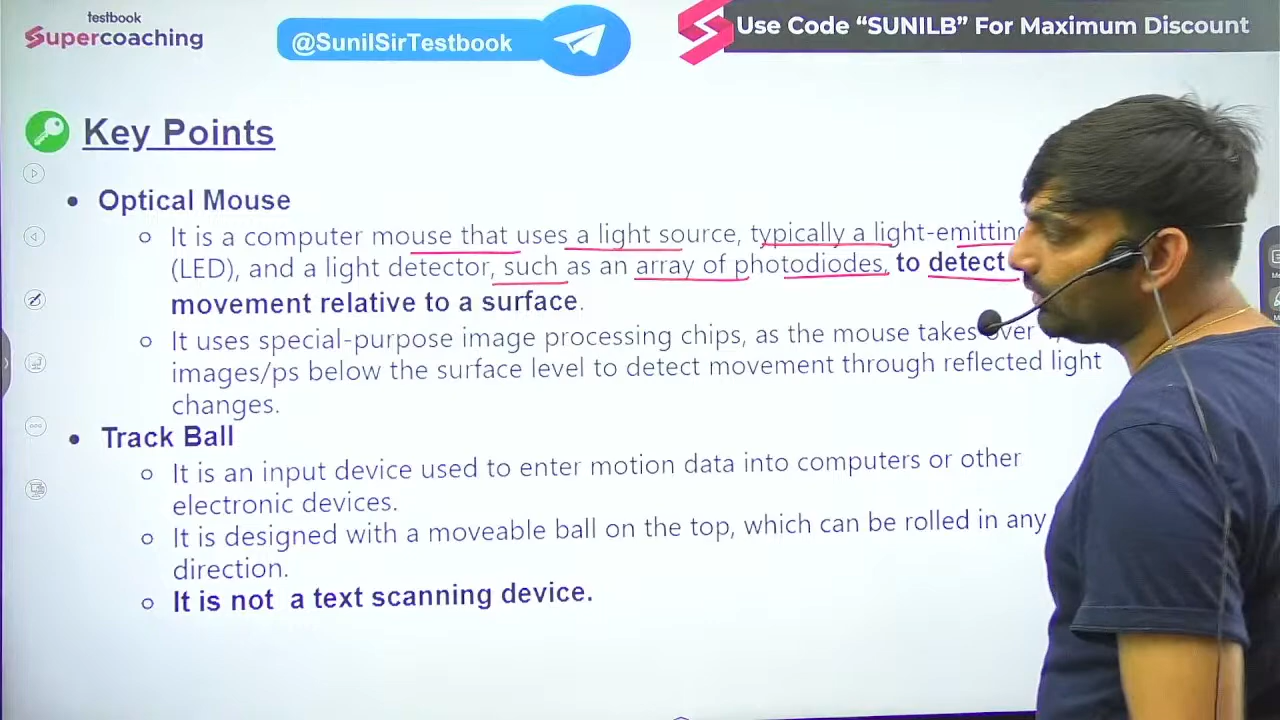 testbook
Supercoaching
@SunilSirTestbook
Use Code “SUNILB” For Maximum Discount
Key Points
• Optical Mouse
o It is a computer mouse that uses a light source, typically a light-emitting
(LED), and a light detector, such as an array of photodiodes, to detect
movement relative to a surface.
o It uses special-purpose image processing chips, as the mouse takes over
images/ps below the surface level to detect movement through reflected light
changes.
• Track Ball
o It is an input device used to enter motion data into computers or other
electronic devices.
o It is designed with a moveable ball on the top, which can be rolled in any
direction.
o It is not a text scanning device.